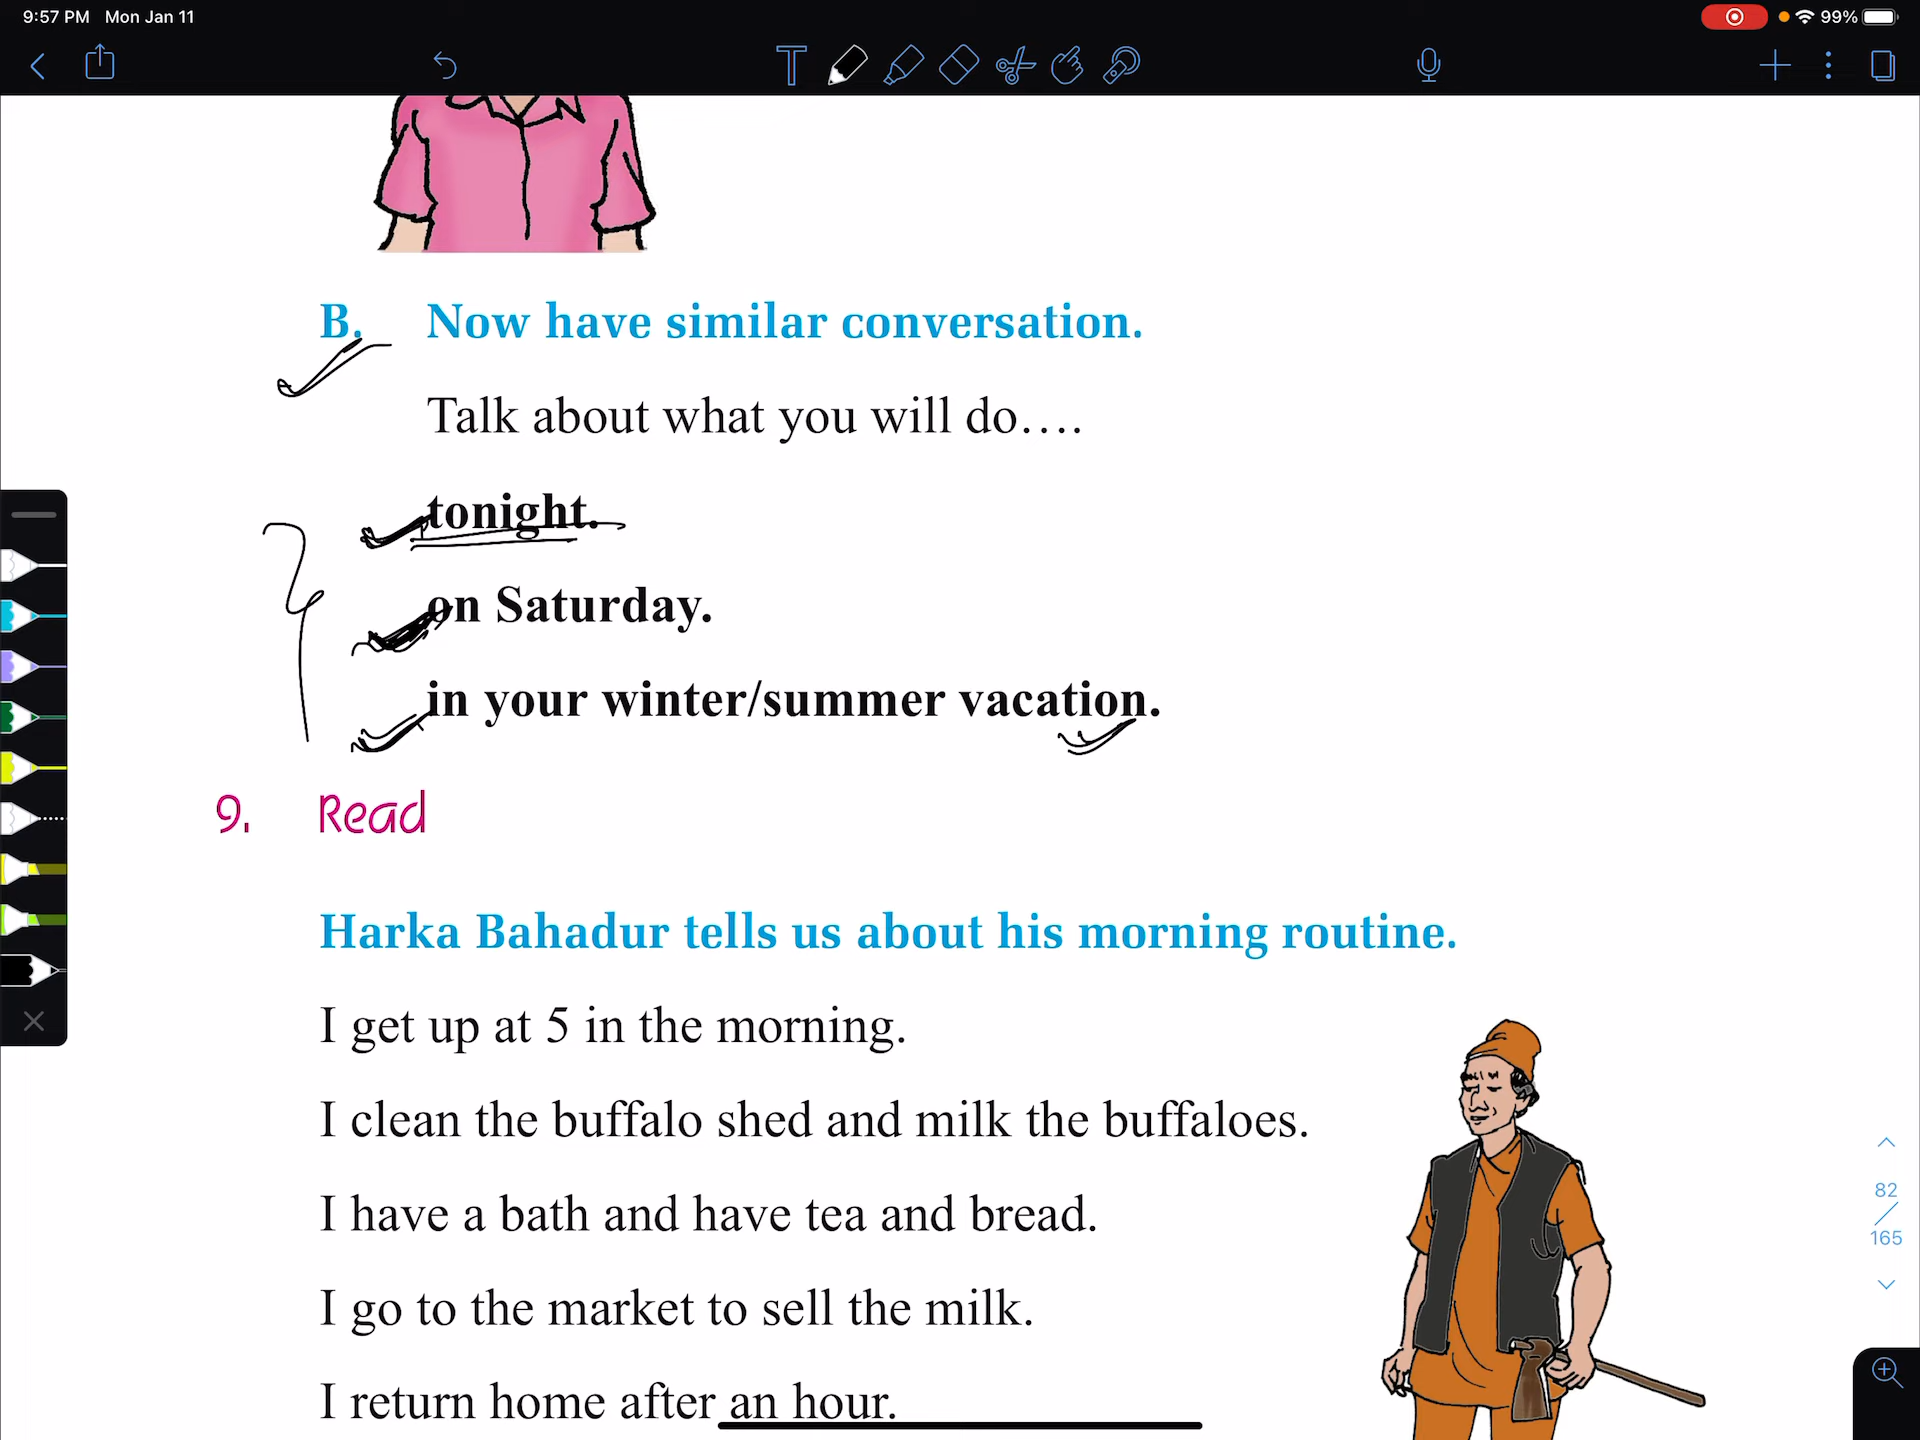 9:57 PM Mon Jan 11
99%
B. Now have similar conversation.
Talk about what you will do....
tonight.
on Saturday.
in your winter/summer vacation.
9. Read
Harka Bahadur tells us about his morning routine.
I get up at 5 in the morning.
I clean the buffalo shed and milk the buffaloes.
I have a bath and have tea and bread.
82
/
165
I go to the market to sell the milk.
I return home after an hour.